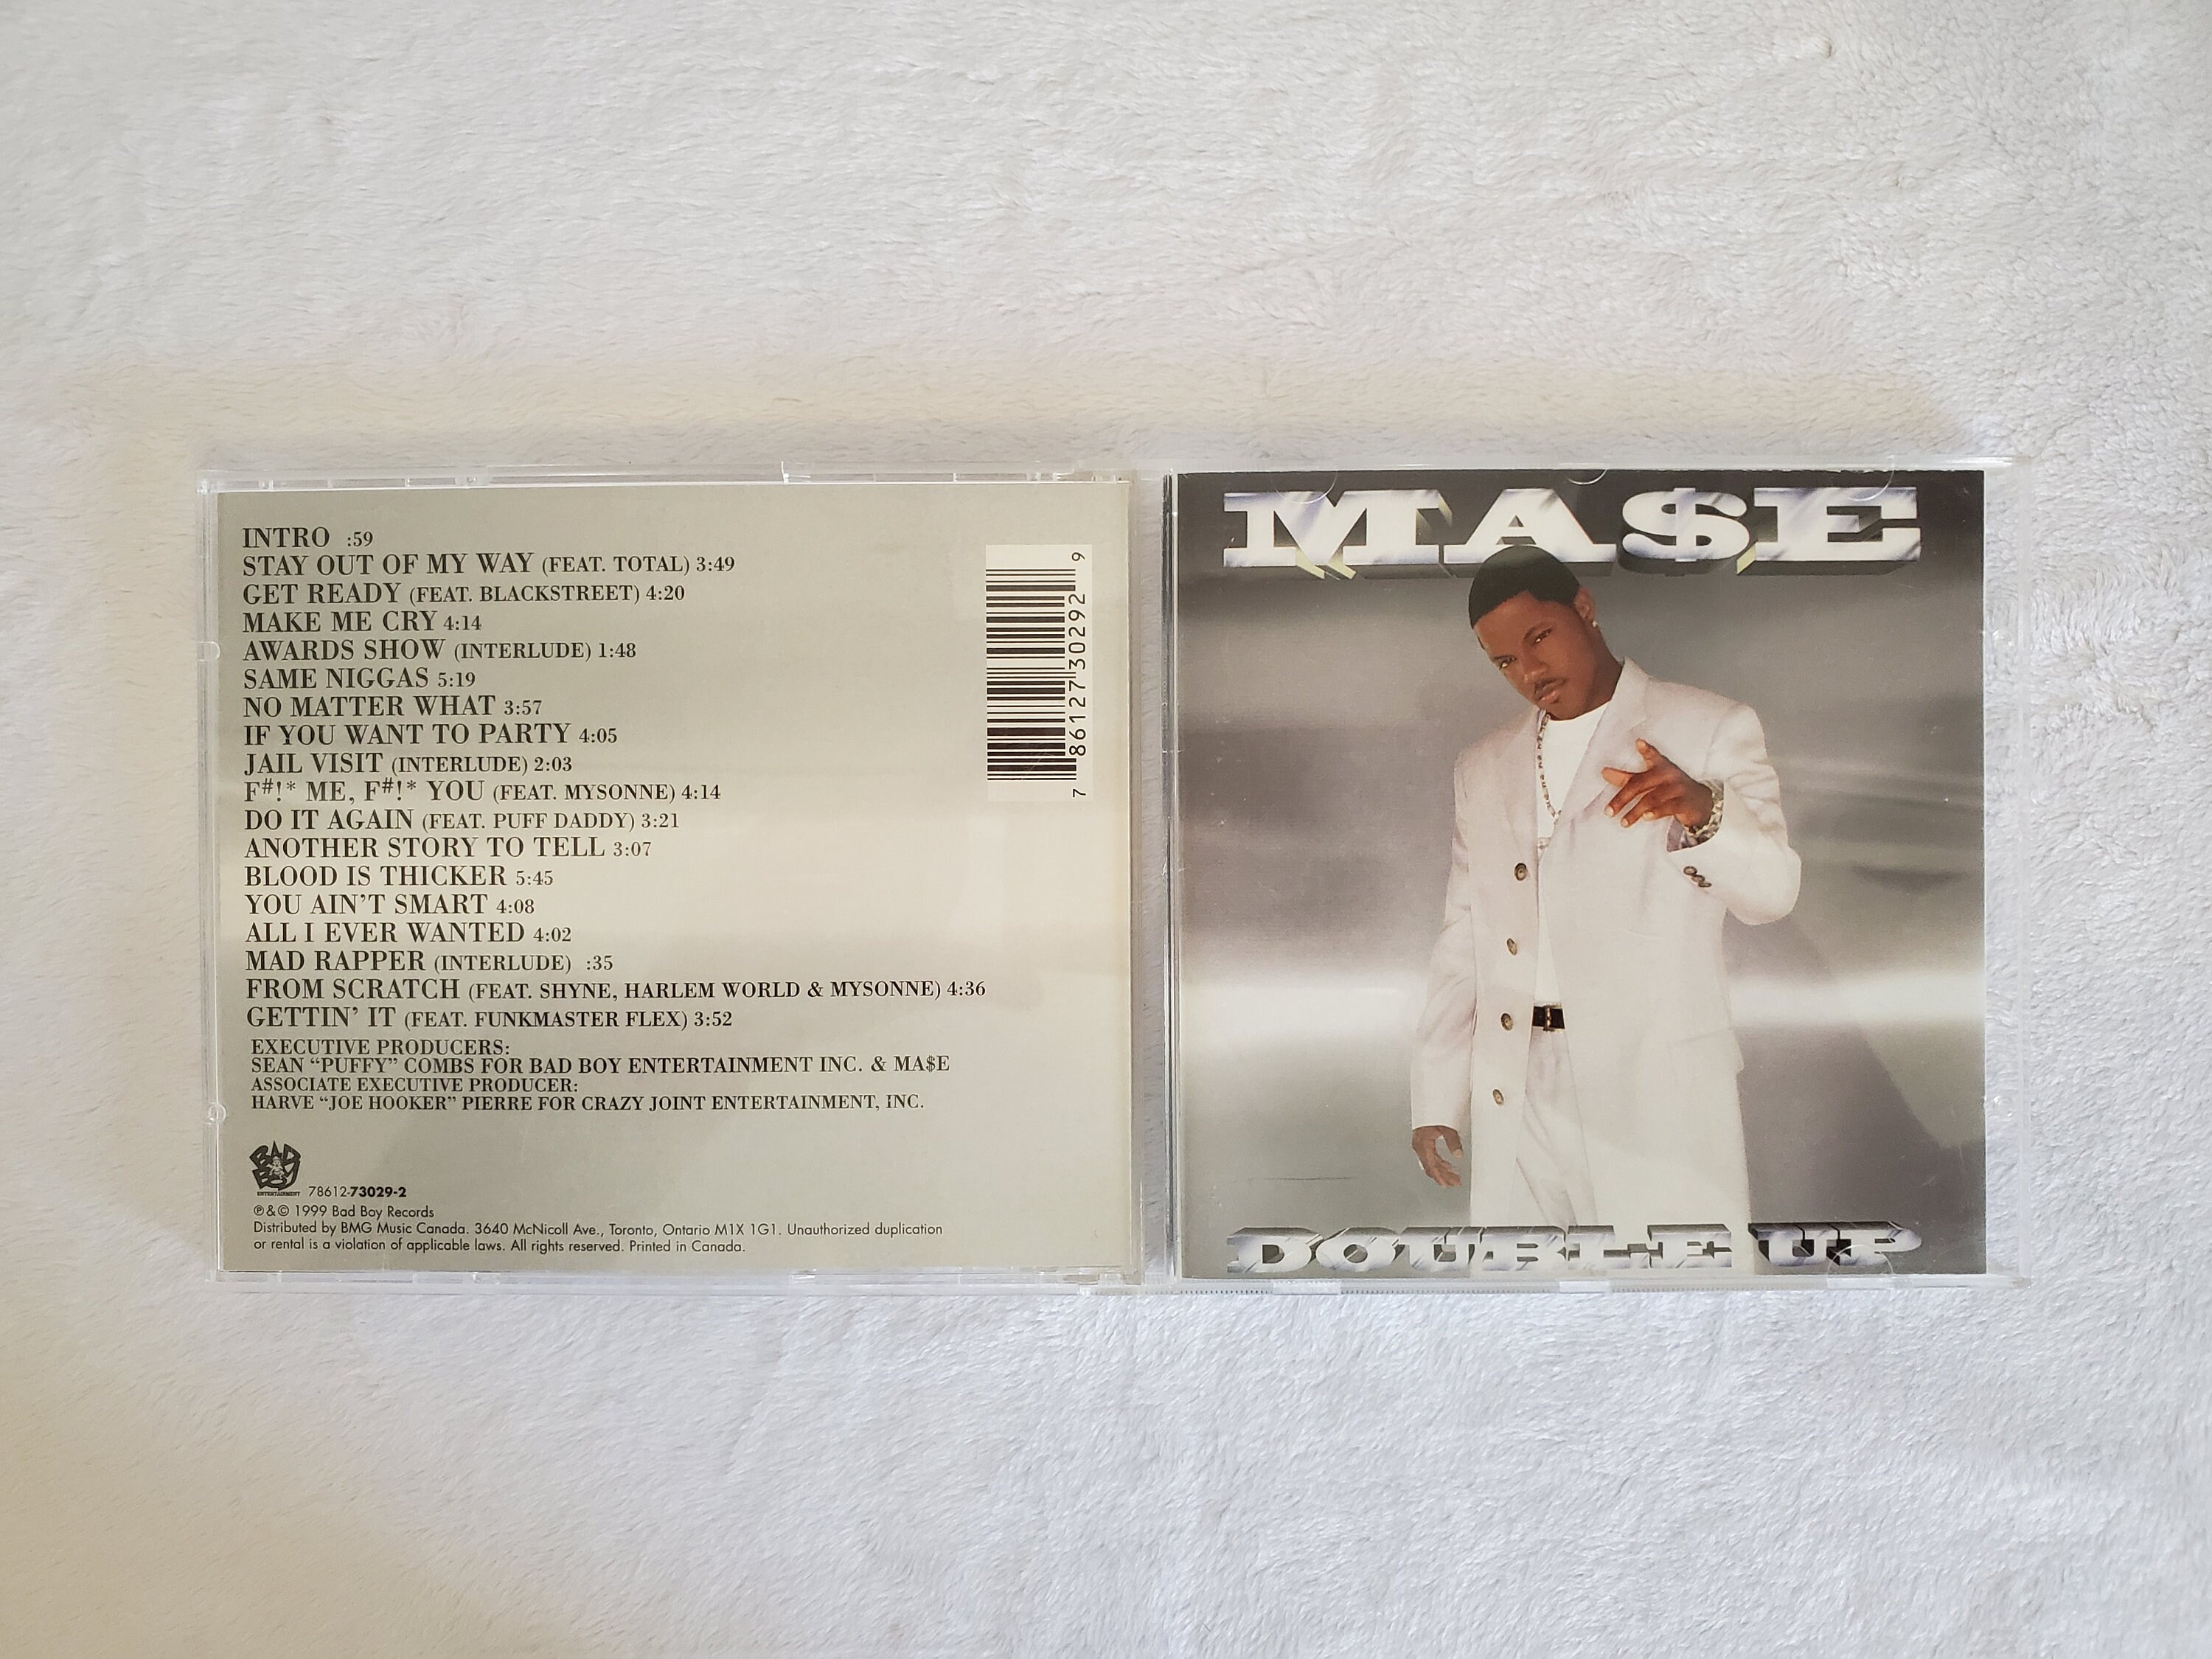 INTRO :59
STAY OUT OF MY WAY (FEAT. TOTAL) 3:49
GET READY (FEAT. BLACKSTREET) 4:20
MAKE ME CRY 4:14
AWARDS SHOW (INTERLUDE) 1:48
SAME NIGGAS 5:19
NO MATTER WHAT 3:57
IF YOU WANT TO PARTY 4:05
JAIL VISIT (INTERLUDE) 2:03
F#!* ME, F#!* YOU (FEAT. MYSONNE) 4:14
DO IT AGAIN (FEAT. PUFF DADDY) 3:21
ANOTHER STORY TO TELL 3:07
BLOOD IS THICKER 5:45
YOU AIN'T SMART 4:08
ALL I EVER WANTED 4:02
MAD RAPPER (INTERLUDE) :35
FROM SCRATCH (FEAT. SHYNE, HARLEM WORLD & MYSONNE) 4:36
GETTIN' IT (FEAT. FUNKMASTER FLEX) 3:52
EXECUTIVE PRODUCERS:
SEAN “PUFFY” COMBS FOR BAD BOY ENTERTAINMENT INC. & MA$E
ASSOCIATE EXECUTIVE PRODUCER:
HARVE “JOE HOOKER” PIERRE FOR CRAZY JOINT ENTERTAINMENT, INC.
BAD
BOY
ENTERTAINMENT
78612-73029-2
℗&© 1999 Bad Boy Records
Distributed by BMG Music Canada. 3640 McNicoll Ave., Toronto, Ontario M1X 1G1. Unauthorized duplication
or rental is a violation of applicable laws. All rights reserved. Printed in Canada.
7 86127 30292 9
MA$E
DOUBLE UP